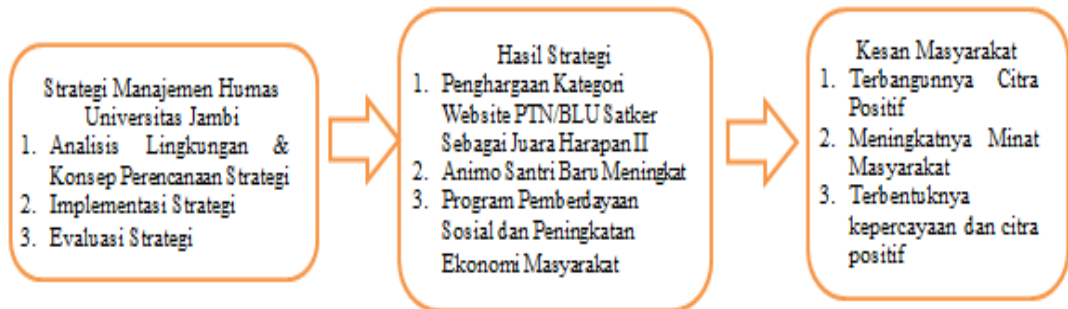 Strategi Manajemen Humas
Universitas Jambi
1. Analisis Lingkungan &
Konsep Perencanaan Strategi
2. Implementasi Strategi
3. Evaluasi Strategi
Hasil Strategi
1. Penghargaan Kategori
Website PTN/BLU Satker
Sebagai Juara Harapan II
2. Animo Santri Baru Meningkat
3. Program Pemberdayaan
Sosial dan Peningkatan
Ekonomi Masyarakat
Kesan Masyarakat
1. Terbangunnya Citra
Positif
2. Meningkatnya Minat
Masyarakat
3. Terbentuknya
kepercayaan dan citra
positif